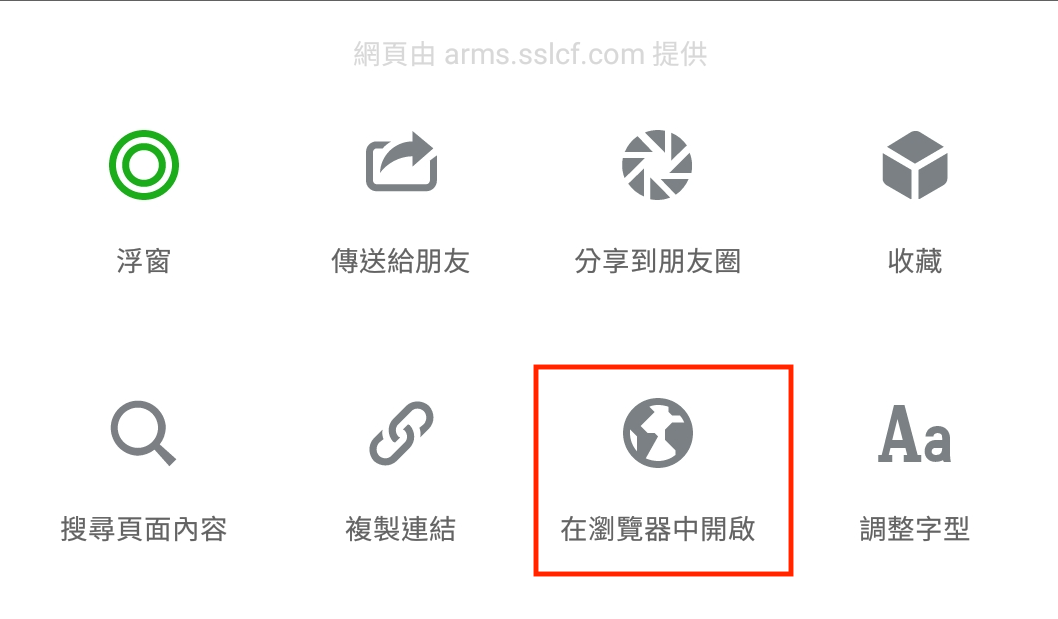 網頁由 arms.sslcf.com 提供
浮窗
傳送給朋友
分享到朋友圈
收藏
Aa
搜尋頁面內容
複製連結
在瀏覽器中開啟
調整字型